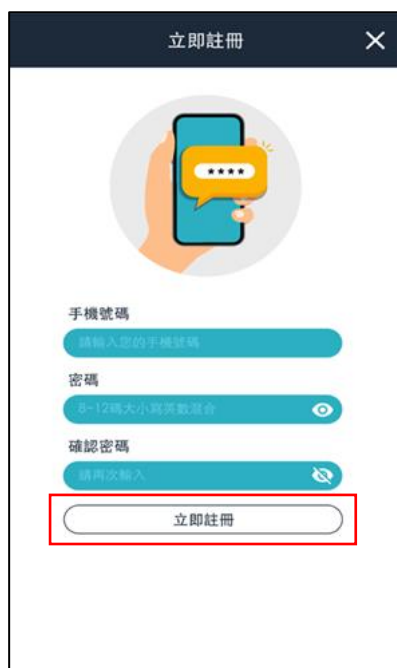 立即註冊
****
手機號碼
請輸入您的手機號碼
密碼
8-12碼大小寫英數混合
確認密碼
請再次輸入
立即註冊